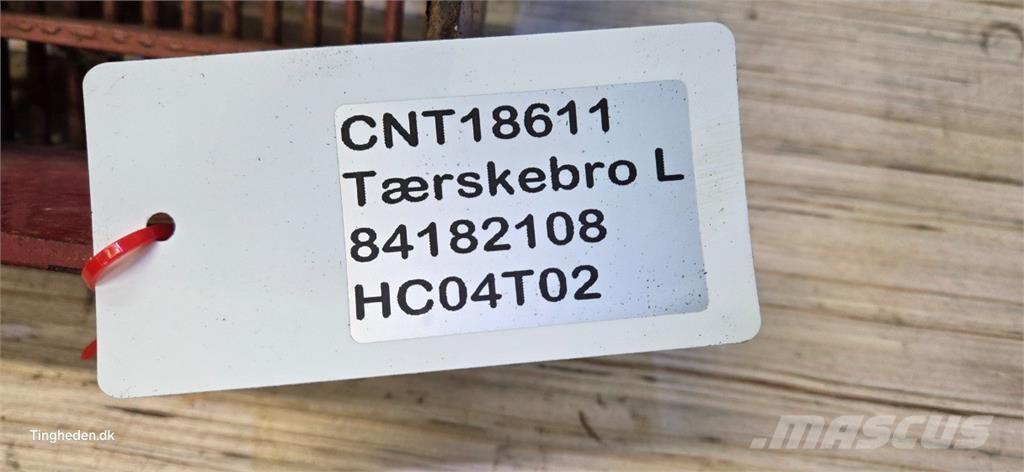 CNT18611
Tærskebro L
84182108
HC04T02
Tingheden.dk
MASCUS